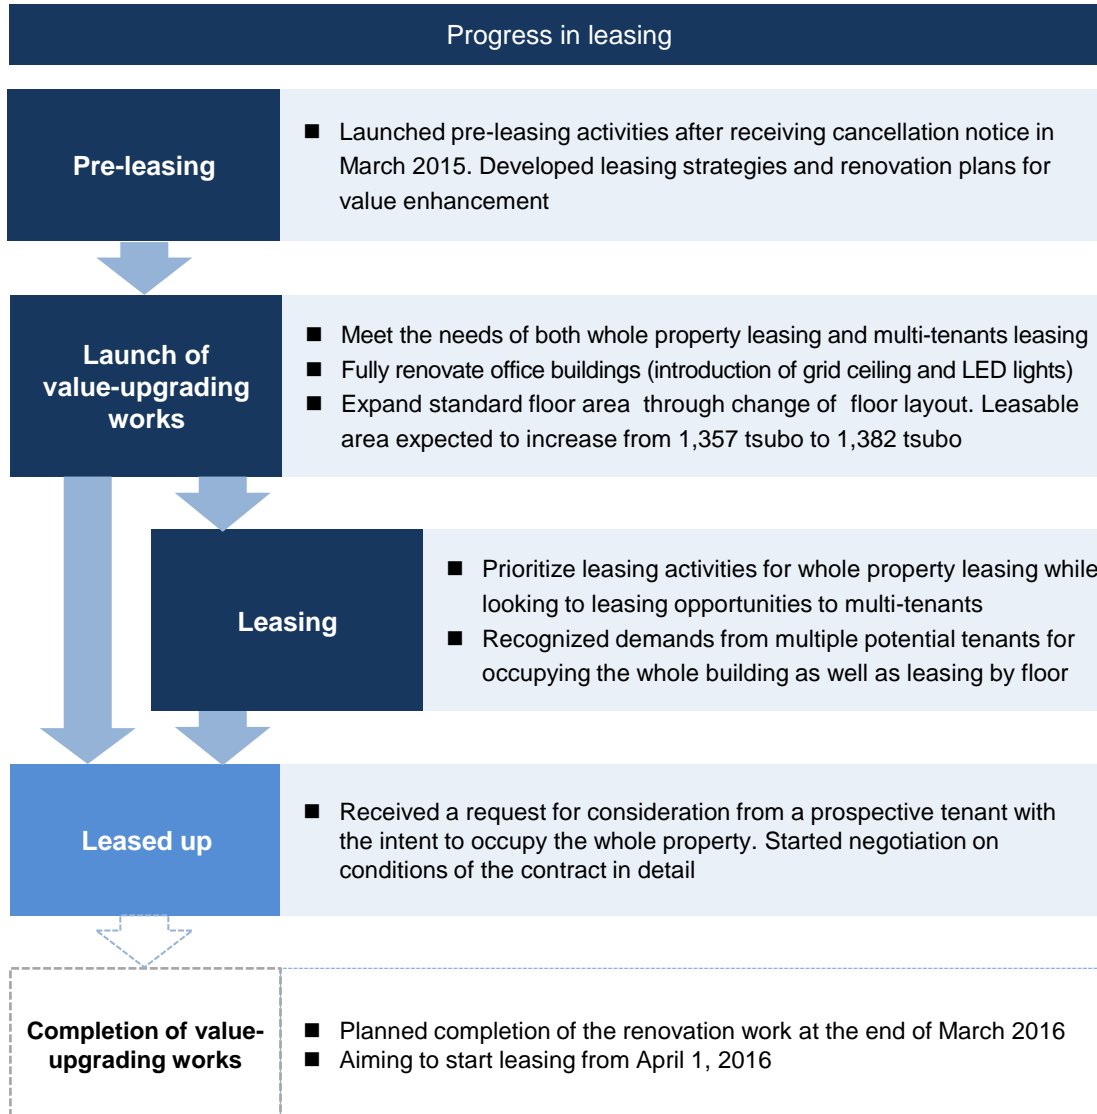 Progress in leasing
Pre-leasing
■ Launched pre-leasing activities after receiving cancellation notice in
March 2015. Developed leasing strategies and renovation plans for
value enhancement
Launch of
value-upgrading
works
■ Meet the needs of both whole property leasing and multi-tenants leasing
■ Fully renovate office buildings (introduction of grid ceiling and LED lights)
■ Expand standard floor area through change of floor layout. Leasable
area expected to increase from 1,357 tsubo to 1,382 tsubo
Leasing
■ Prioritize leasing activities for whole property leasing while
looking to leasing opportunities to multi-tenants
■ Recognized demands from multiple potential tenants for
occupying the whole building as well as leasing by floor
Leased up
■ Received a request for consideration from a prospective tenant with
the intent to occupy the whole property. Started negotiation on
conditions of the contract in detail
Completion of value-
upgrading works
■ Planned completion of the renovation work at the end of March 2016
■ Aiming to start leasing from April 1, 2016